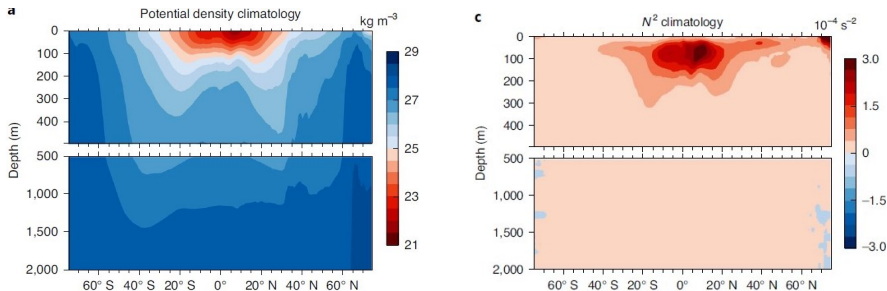 a
Potential density climatology
kg m⁻³
0
100
200
300
400
500
1,000
1,500
2,000
Depth (m)
60° S 40° S 20° S 0° 20° N 40° N 60° N
29
27
25
23
21
c
N² climatology
10⁻⁴ s⁻²
0
100
200
300
400
500
1,000
1,500
2,000
Depth (m)
60° S 40° S 20° S 0° 20° N 40° N 60° N
3.0
1.5
0
−1.5
−3.0